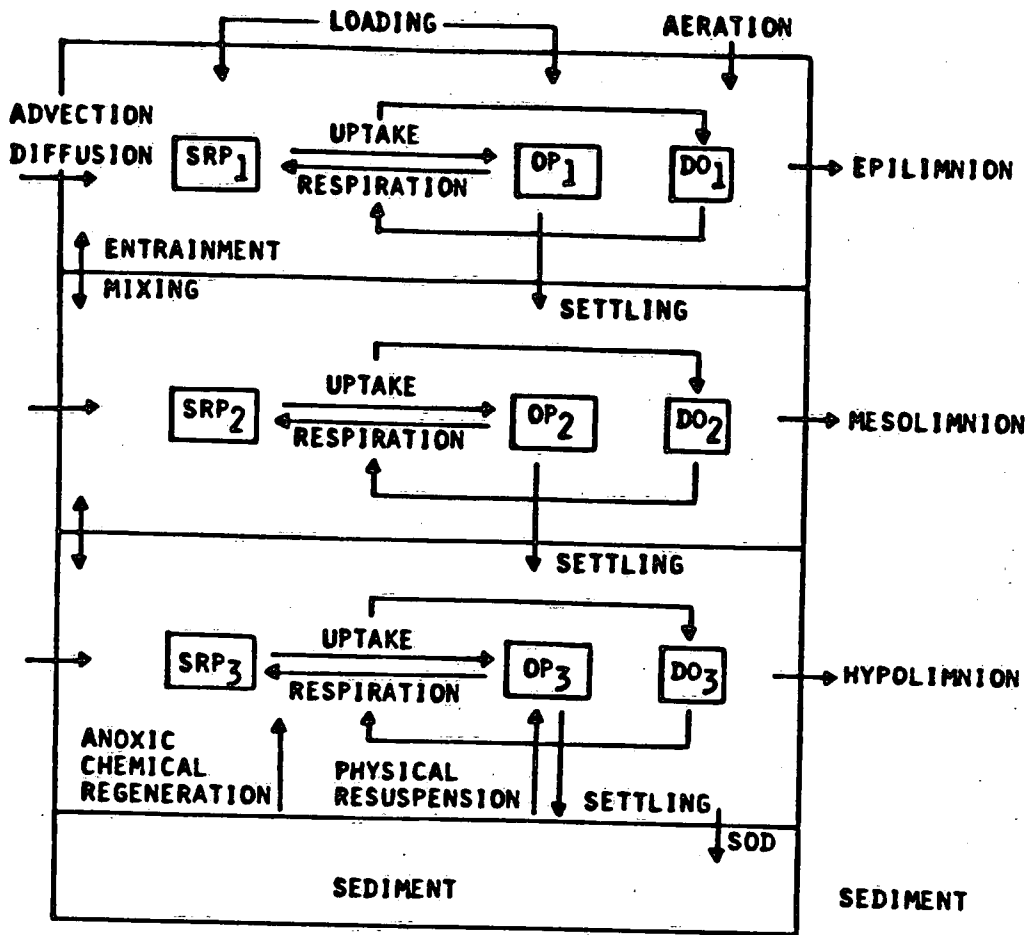 LOADING
AERATION
ADVECTION
DIFFUSION
SRP1
UPTAKE
RESPIRATION
OP1
DO1
EPILIMNION
ENTRAINMENT
MIXING
SETTLING
SRP2
UPTAKE
RESPIRATION
OP2
DO2
MESOLIMNION
SETTLING
SRP3
UPTAKE
RESPIRATION
OP3
DO3
HYPOLIMNION
ANOXIC
CHEMICAL
REGENERATION
PHYSICAL
RESUSPENSION
SETTLING
SOD
SEDIMENT
SEDIMENT